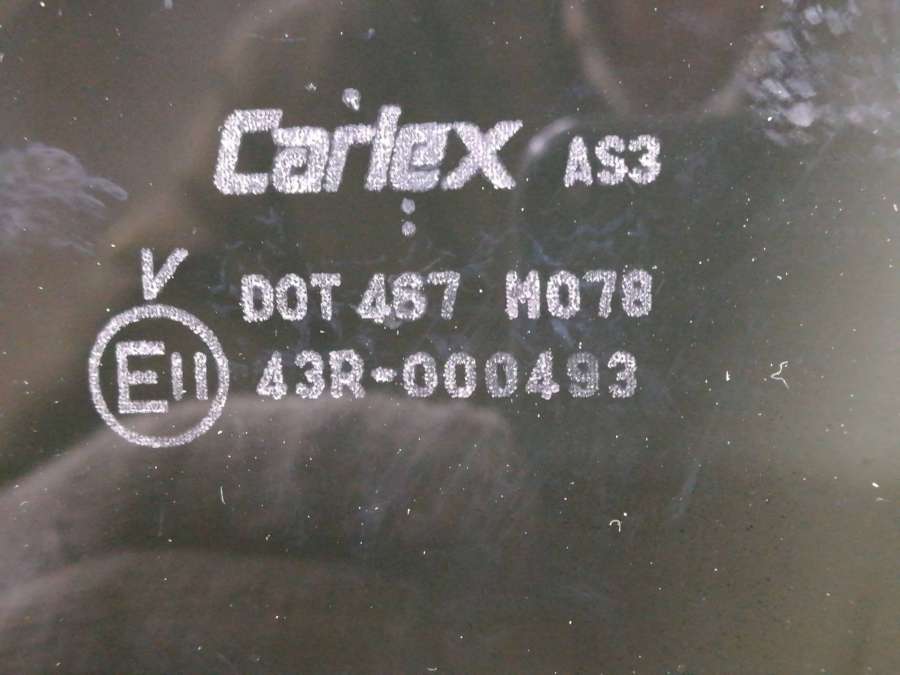 Carlex AS3
V DOT 467 M078
E11 43R-000493